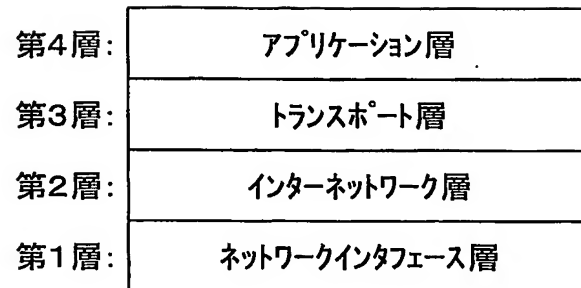 第4層: アプリケーション層
第3層: トランスポート層
第2層: インターネットワーク層
第1層: ネットワークインタフェース層